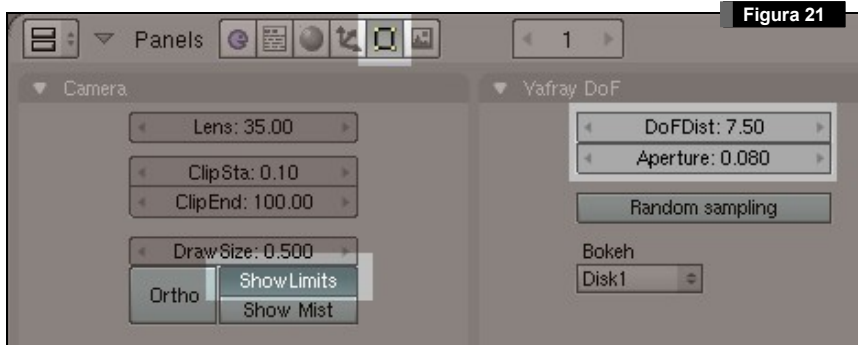 Figura 21
Panels
1
Camera
Yafray DoF
Lens: 35.00
ClipSta: 0.10
ClipEnd: 100.00
DrawSize: 0.500
Ortho
ShowLimits
Show Mist
DoFDist: 7.50
Aperture: 0.080
Random sampling
Bokeh
Disk1